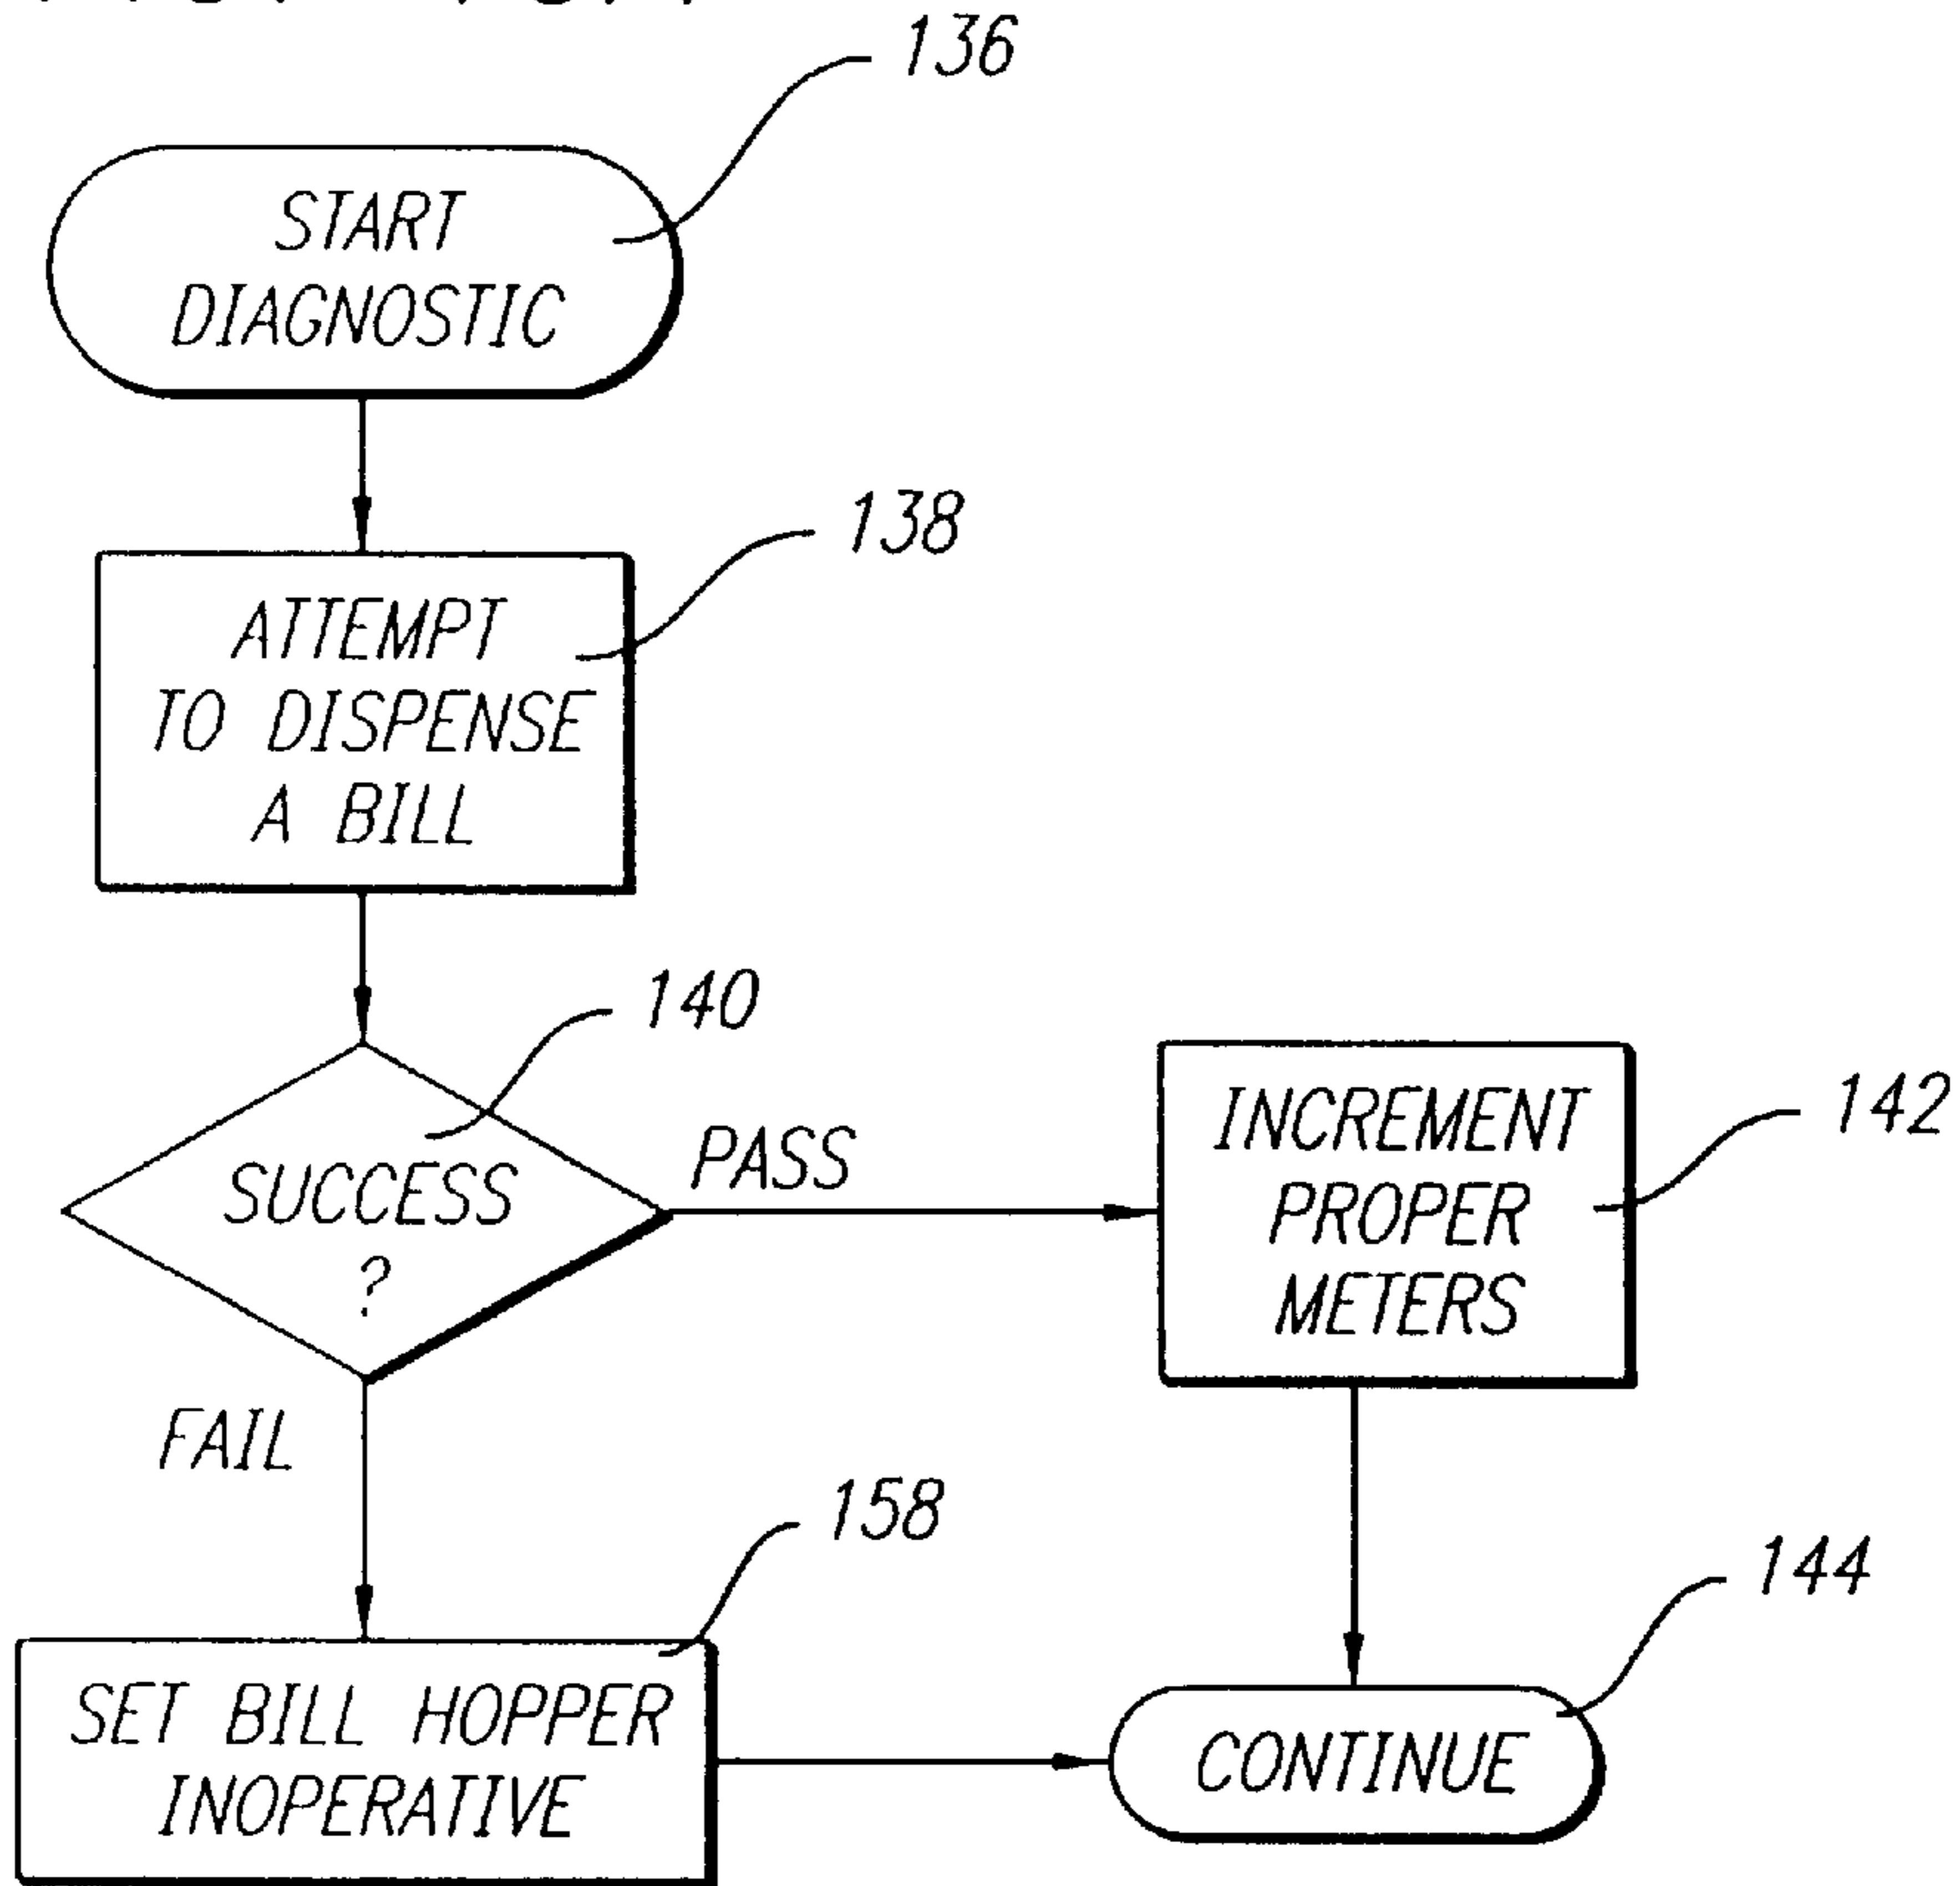 136
START
DIAGNOSTIC
138
ATTEMPT
TO DISPENSE
A BILL
140
SUCCESS
?
PASS
INCREMENT
PROPER
METERS
142
FAIL
158
SET BILL HOPPER
INOPERATIVE
144
CONTINUE